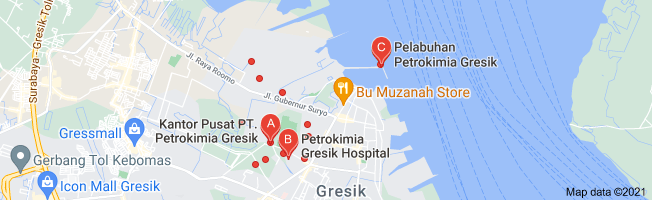 Surabaya - Gresik-Tol
Jl. Raya Roomo
Jl. Gubernur Suryo
C
Pelabuhan
Petrokimia Gresik
Bu Muzanah Store
Gressmall
Kantor Pusat PT.
Petrokimia Gresik
A
B
Petrokimia
Gresik Hospital
Gerbang Tol Kebomas
Icon Mall Gresik
Gresik
Map data ©2021